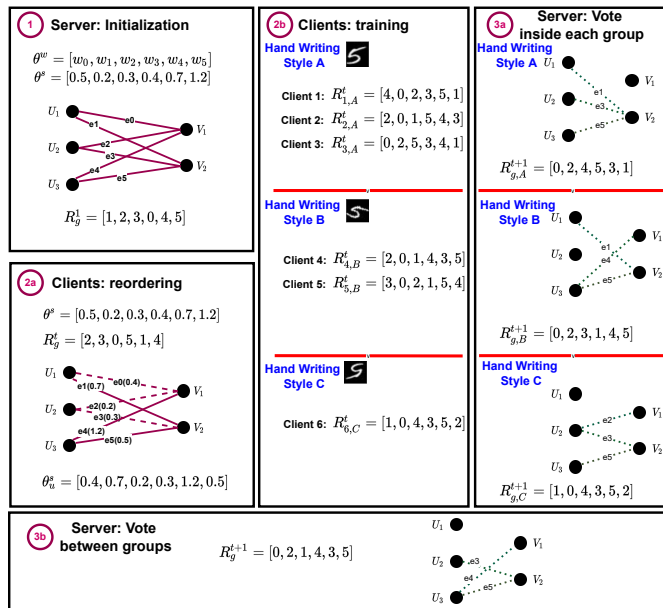 1 Server: Initialization
θ^w = [w_0, w_1, w_2, w_3, w_4, w_5]
θ^s = [0.5, 0.2, 0.3, 0.4, 0.7, 1.2]
U_1
e0
e1
V_1
U_2
e2
e3
V_2
e4
U_3
e5
R_g^1 = [1, 2, 3, 0, 4, 5]
2a Clients: reordering
θ^s = [0.5, 0.2, 0.3, 0.4, 0.7, 1.2]
R_g^t = [2, 3, 0, 5, 1, 4]
U_1
e0(0.4)
e1(0.7)
V_1
U_2
e2(0.2)
e3(0.3)
V_2
e4(1.2)
U_3
e5(0.5)
θ_u^s = [0.4, 0.7, 0.2, 0.3, 1.2, 0.5]
2b Clients: training
Hand Writing
Style A
5
Client 1: R_{1,A}^t = [4, 0, 2, 3, 5, 1]
Client 2: R_{2,A}^t = [2, 0, 1, 5, 4, 3]
Client 3: R_{3,A}^t = [0, 2, 5, 3, 4, 1]
Hand Writing
Style B
5
Client 4: R_{4,B}^t = [2, 0, 1, 4, 3, 5]
Client 5: R_{5,B}^t = [3, 0, 2, 1, 5, 4]
Hand Writing
Style C
5
Client 6: R_{6,C}^t = [1, 0, 4, 3, 5, 2]
3a Server: Vote
inside each group
Hand Writing
Style A
U_1
V_1
e1
U_2
e3
V_2
U_3
e5
R_{g,A}^{t+1} = [0, 2, 4, 5, 3, 1]
Hand Writing
Style B
U_1
V_1
e1
U_2
e4
V_2
U_3
e5
R_{g,B}^{t+1} = [0, 2, 3, 1, 4, 5]
Hand Writing
Style C
U_1
V_1
e2
U_2
e3
V_2
U_3
e5
R_{g,C}^{t+1} = [1, 0, 4, 3, 5, 2]
3b Server: Vote
between groups
R_g^{t+1} = [0, 2, 1, 4, 3, 5]
U_1
V_1
U_2
e3
e4
V_2
U_3
e5